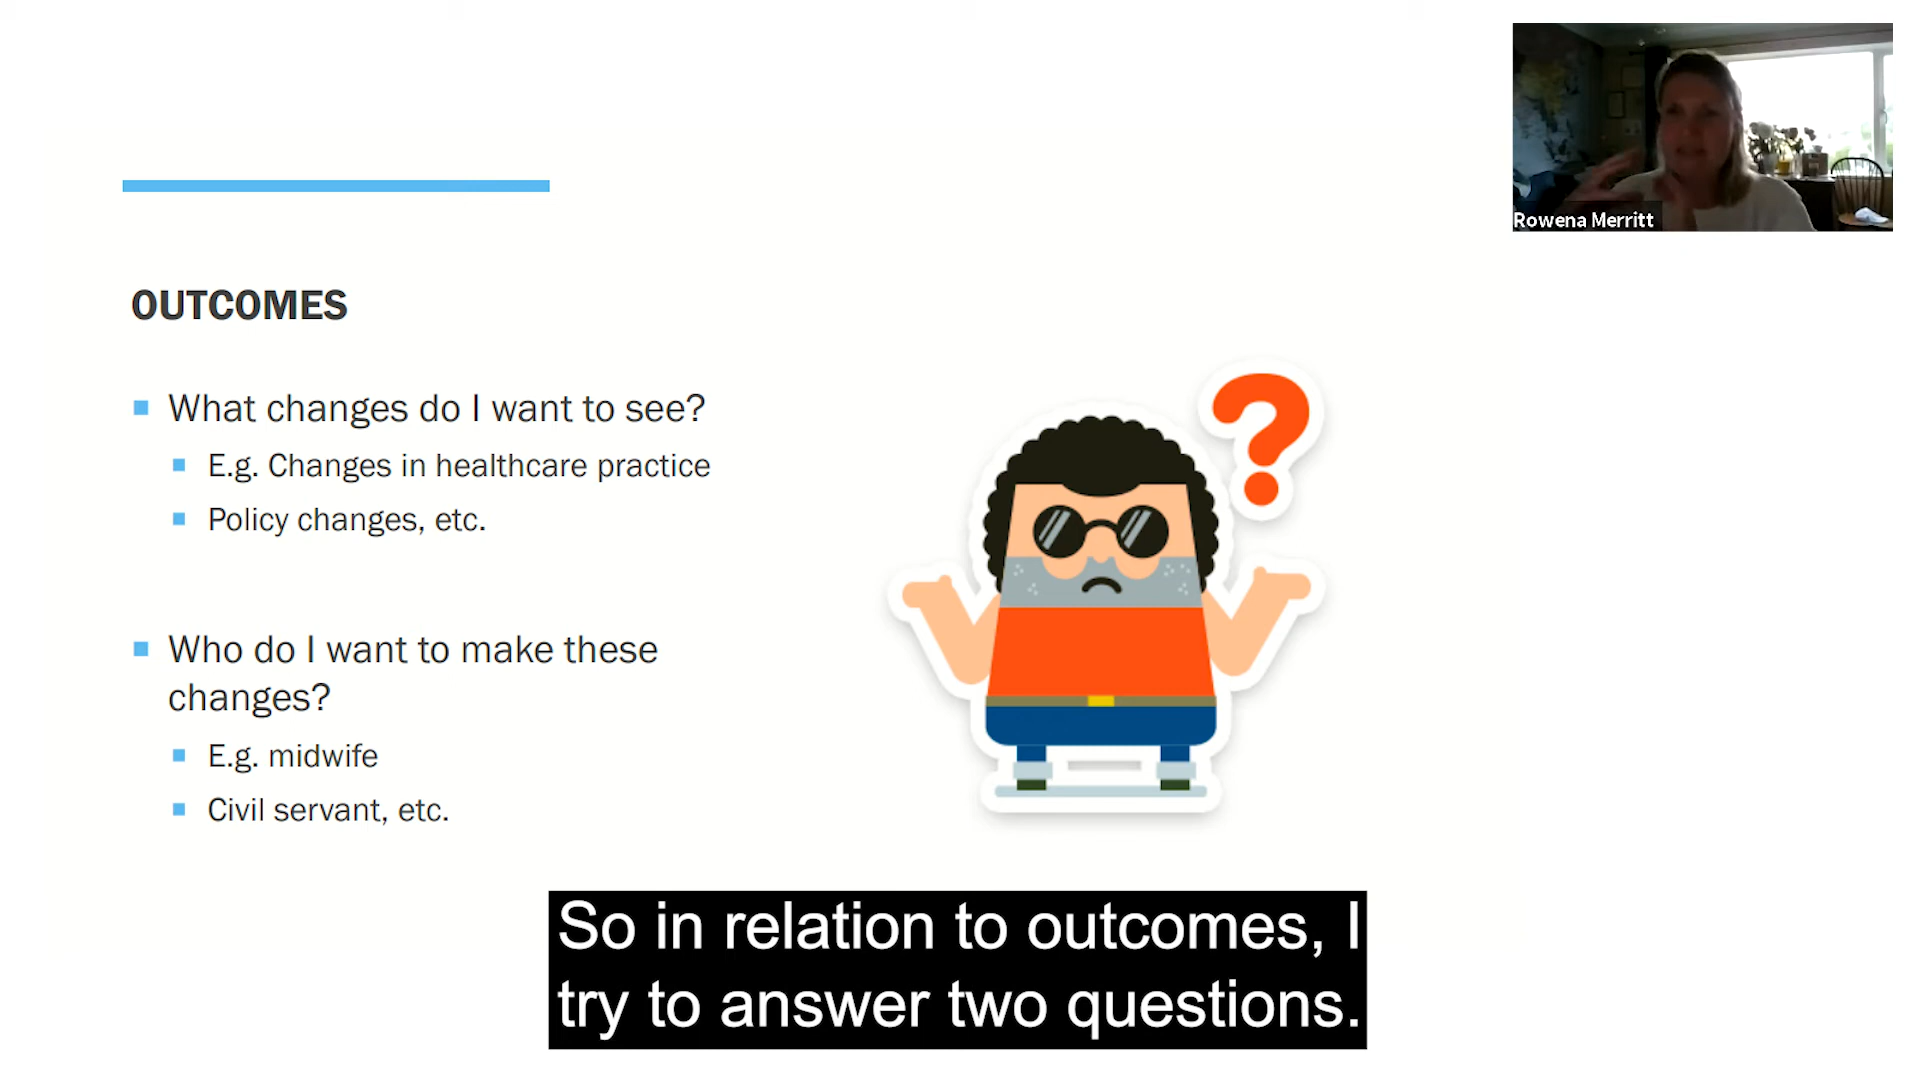 Rowena Merritt
OUTCOMES
What changes do I want to see?
E.g. Changes in healthcare practice
Policy changes, etc.
Who do I want to make these
changes?
E.g. midwife
Civil servant, etc.
?
So in relation to outcomes, I
try to answer two questions.